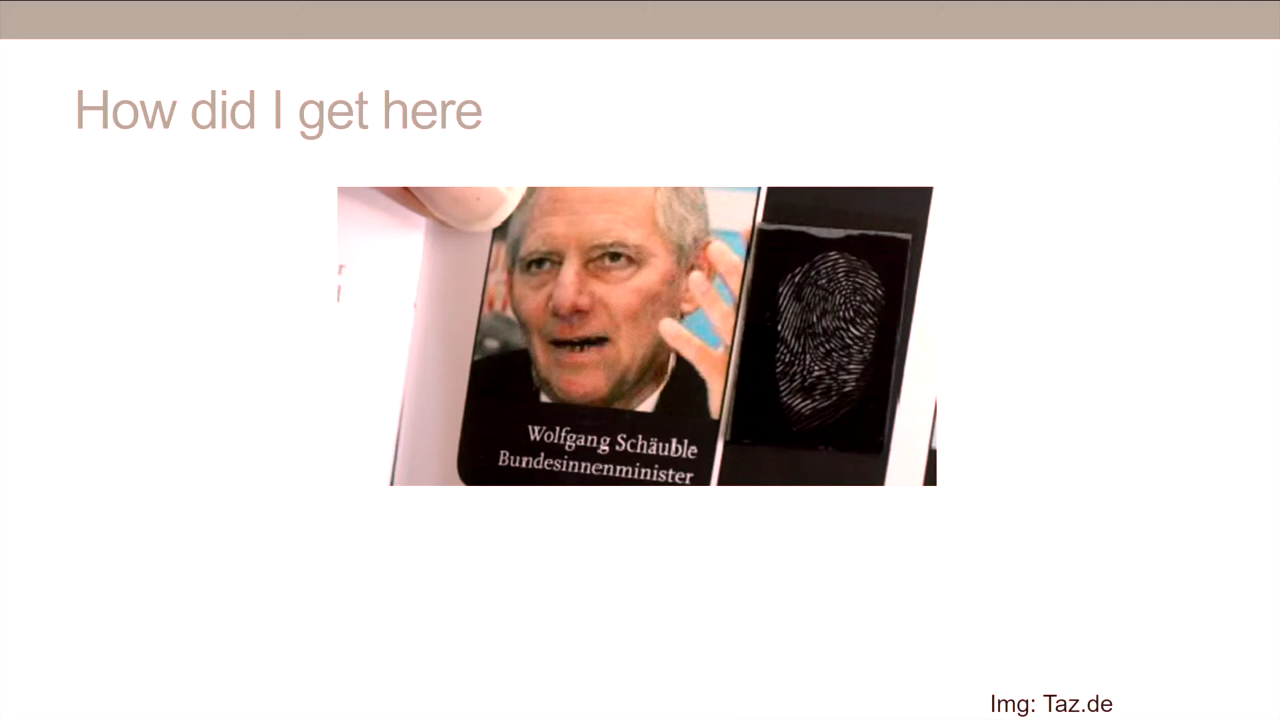 How did I get here
Wolfgang Schäuble
Bundesinnenminister
Img: Taz.de